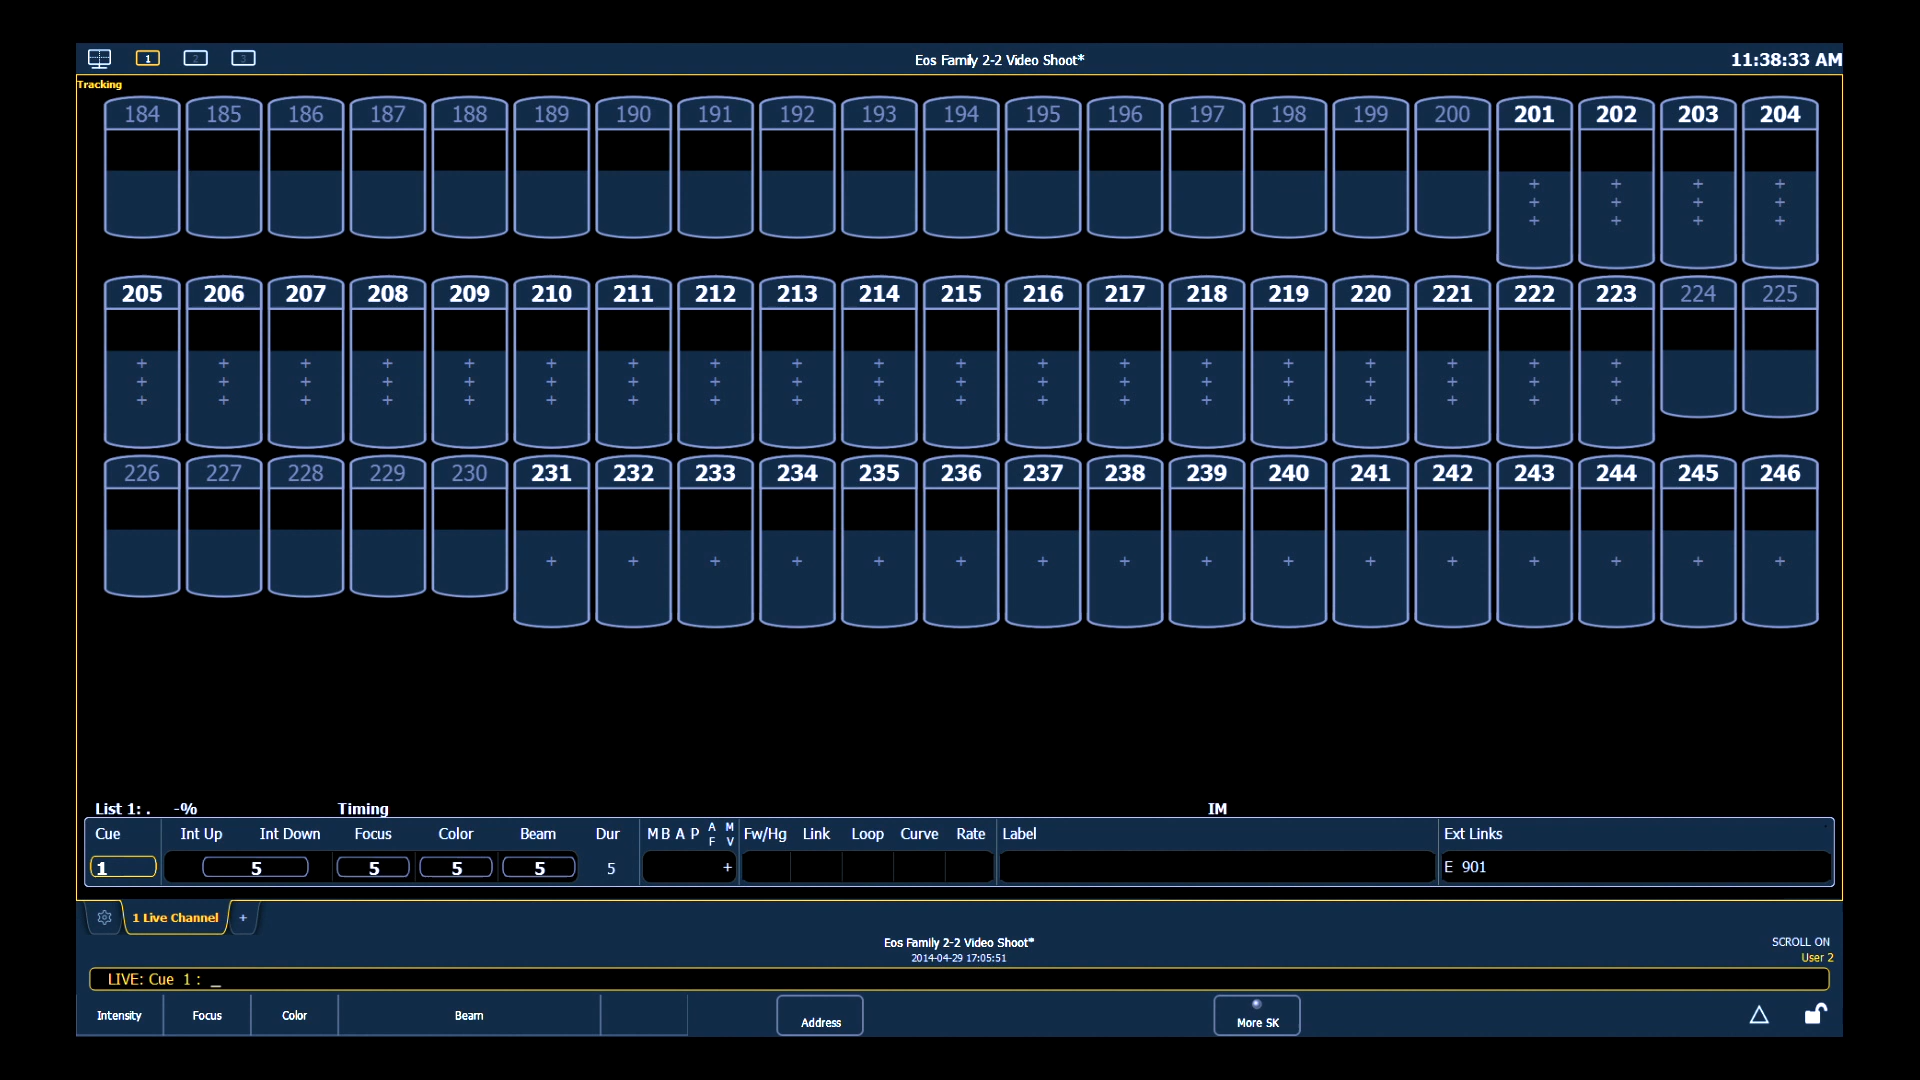 1 2 3 Eos Family 2-2 Video Shoot* 11:38:33 AM
Tracking
184 185 186 187 188 189 190 191 192 193 194 195 196 197 198 199 200 201 202 203 204
+ + + +
+ + + +
+ + + +
205 206 207 208 209 210 211 212 213 214 215 216 217 218 219 220 221 222 223 224 225
+ + + + + + + + + + + + + + + + + + +
+ + + + + + + + + + + + + + + + + + +
+ + + + + + + + + + + + + + + + + + +
226 227 228 229 230 231 232 233 234 235 236 237 238 239 240 241 242 243 244 245 246
+ + + + + + + + + + + + + + + +
List 1: . -% Timing IM
Cue Int Up Int Down Focus Color Beam Dur M B A P AF MV Fw/Hg Link Loop Curve Rate Label Ext Links
1 5 5 5 5 5 + E 901
1 Live Channel +
Eos Family 2-2 Video Shoot* SCROLL ON
2014-04-29 17:05:51 User 2
LIVE: Cue 1 : _
Intensity Focus Color Beam Address More SK